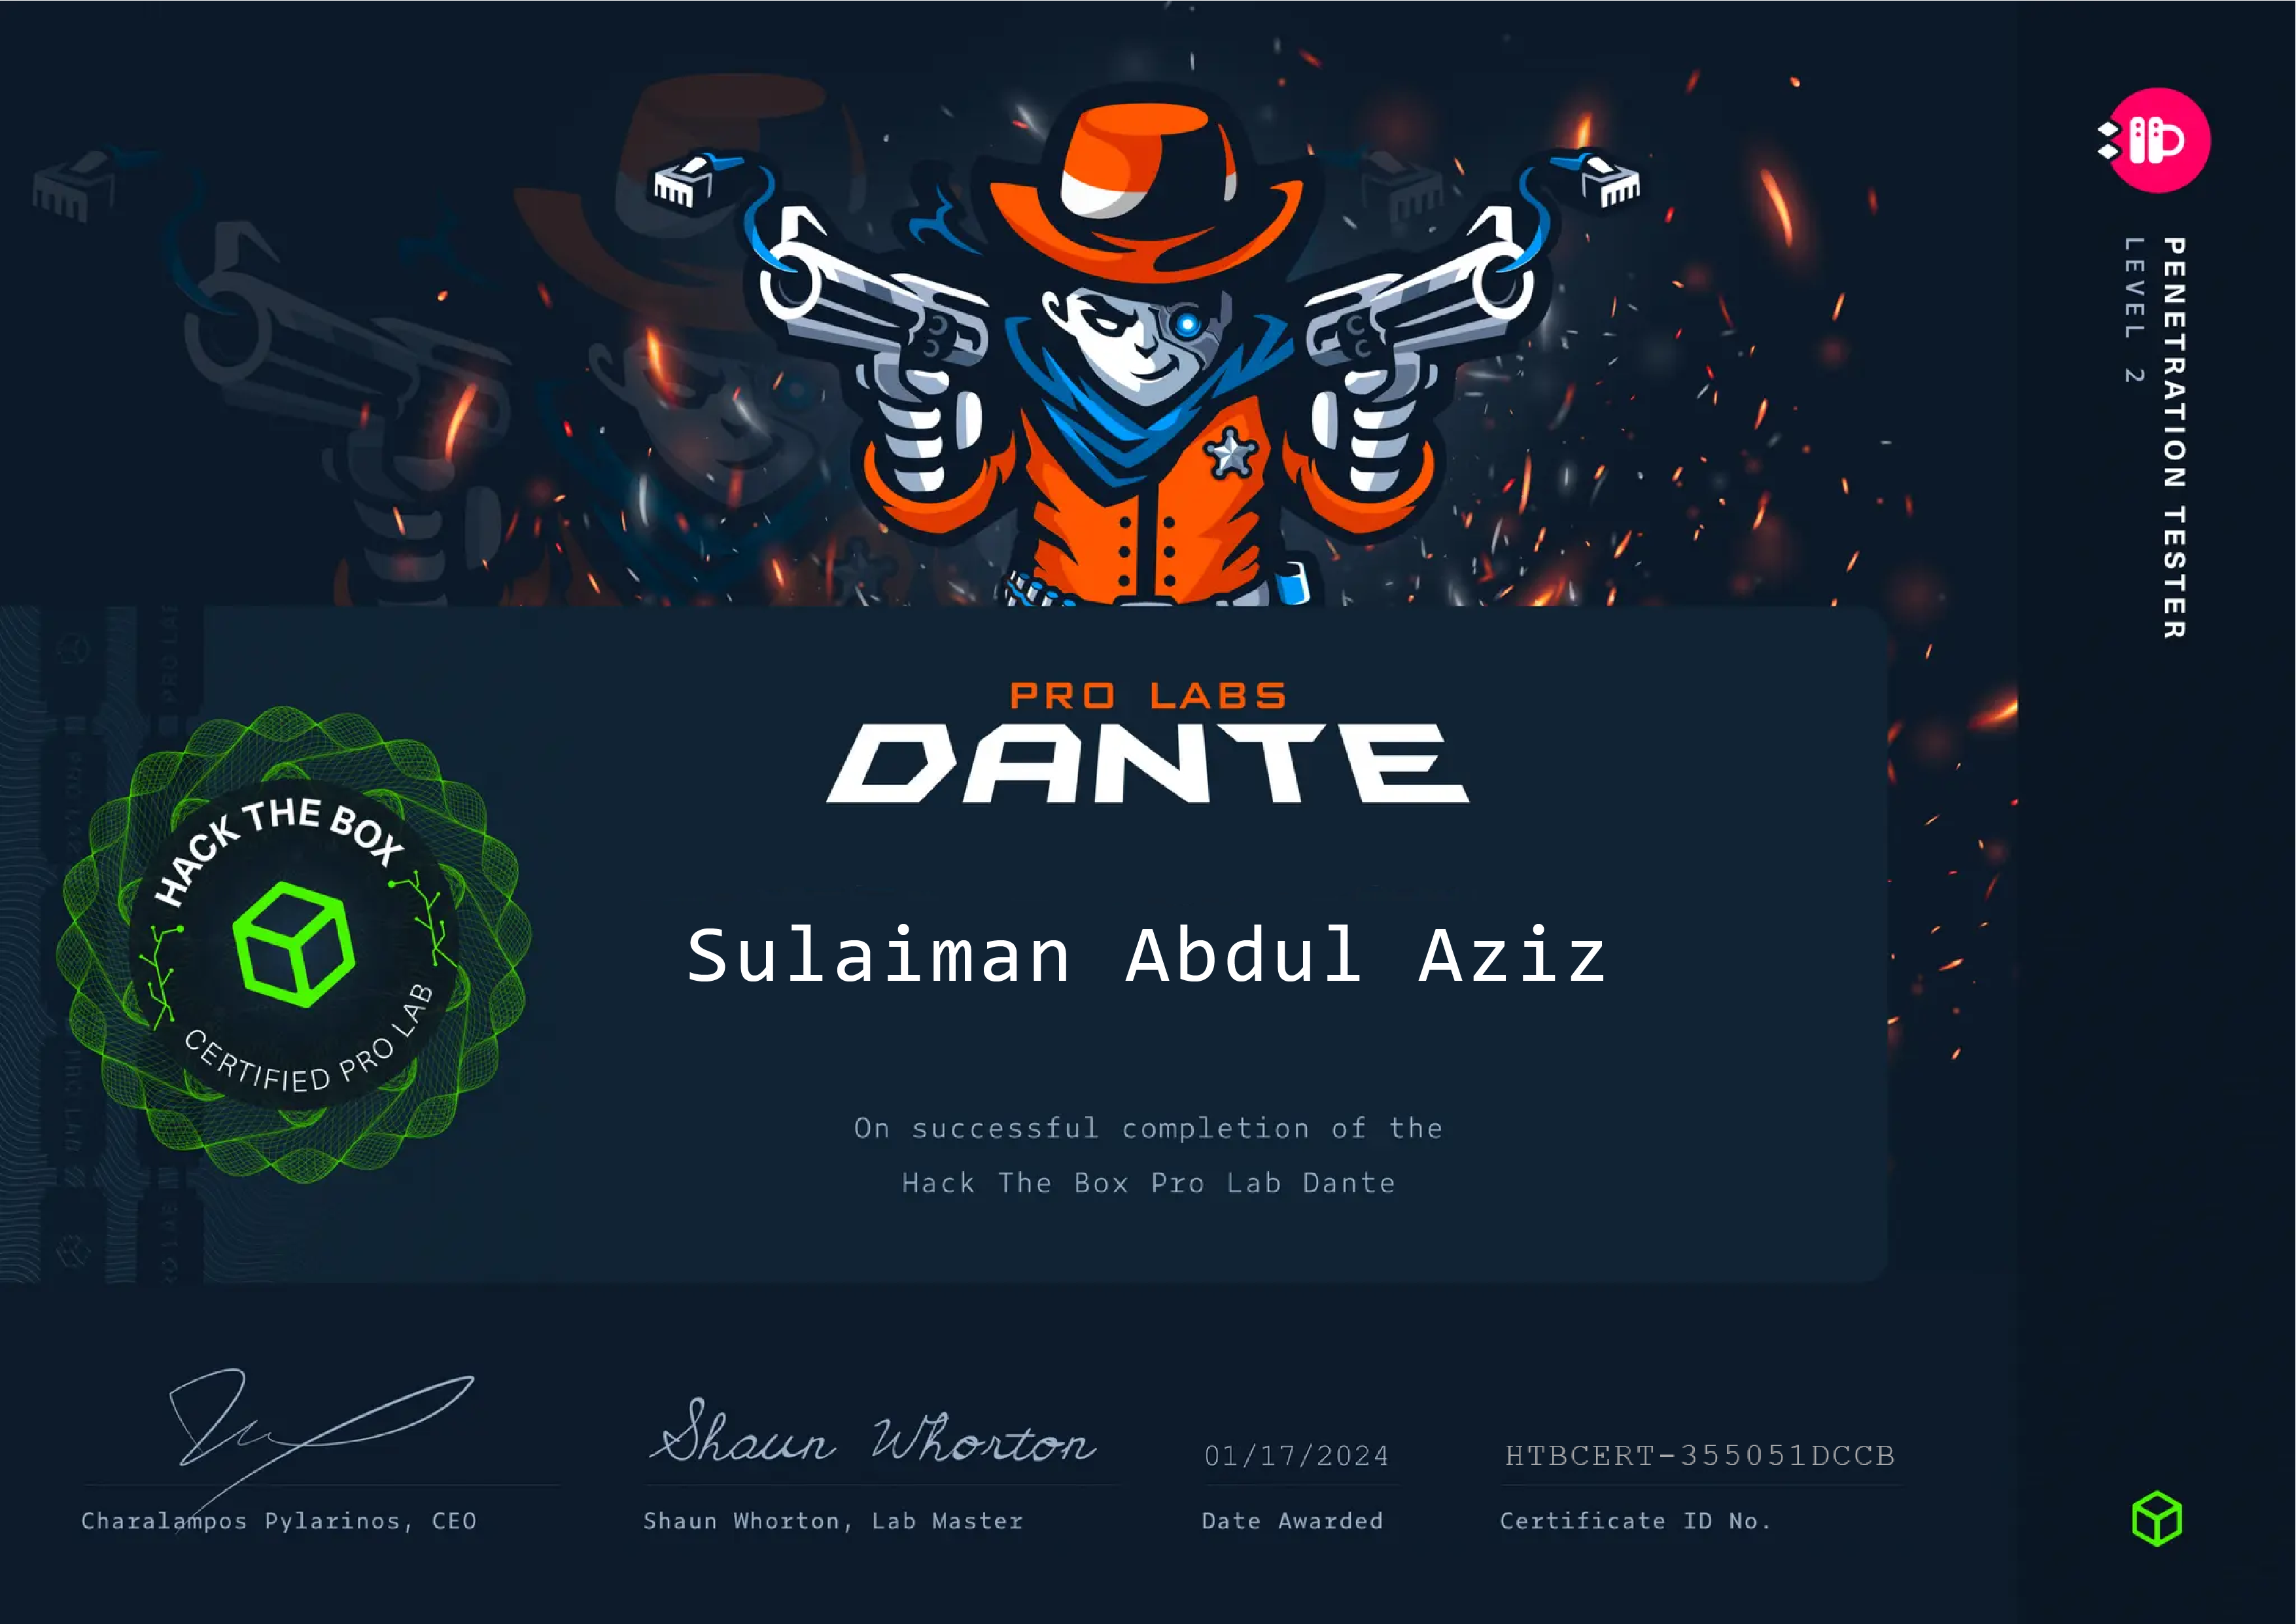 PENETRATION TESTER
LEVEL 2
PRO LABS
DANTE
HACK THE BOX
CERTIFIED PRO LAB
Sulaiman Abdul Aziz
On successful completion of the
Hack The Box Pro Lab Dante
Shaun Whorton
01/17/2024
HTBCERT-355051DCCB
Charalampos Pylarinos, CEO
Shaun Whorton, Lab Master
Date Awarded
Certificate ID No.